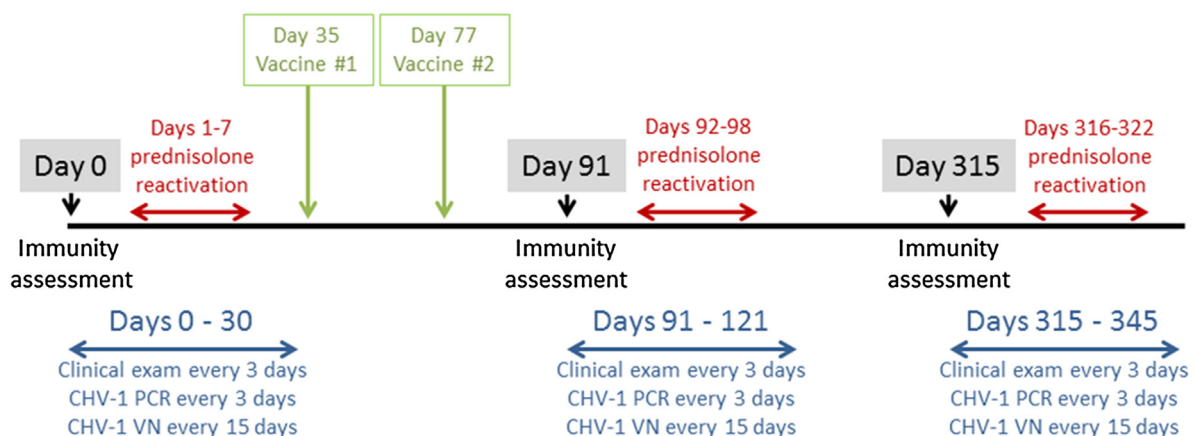 Day 35
Vaccine #1
Day 77
Vaccine #2
Day 0
Days 1-7
prednisolone
reactivation
Day 91
Days 92-98
prednisolone
reactivation
Day 315
Days 316-322
prednisolone
reactivation
Immunity
assessment
Immunity
assessment
Immunity
assessment
Days 0 - 30
Clinical exam every 3 days
CHV-1 PCR every 3 days
CHV-1 VN every 15 days
Days 91 - 121
Clinical exam every 3 days
CHV-1 PCR every 3 days
CHV-1 VN every 15 days
Days 315 - 345
Clinical exam every 3 days
CHV-1 PCR every 3 days
CHV-1 VN every 15 days